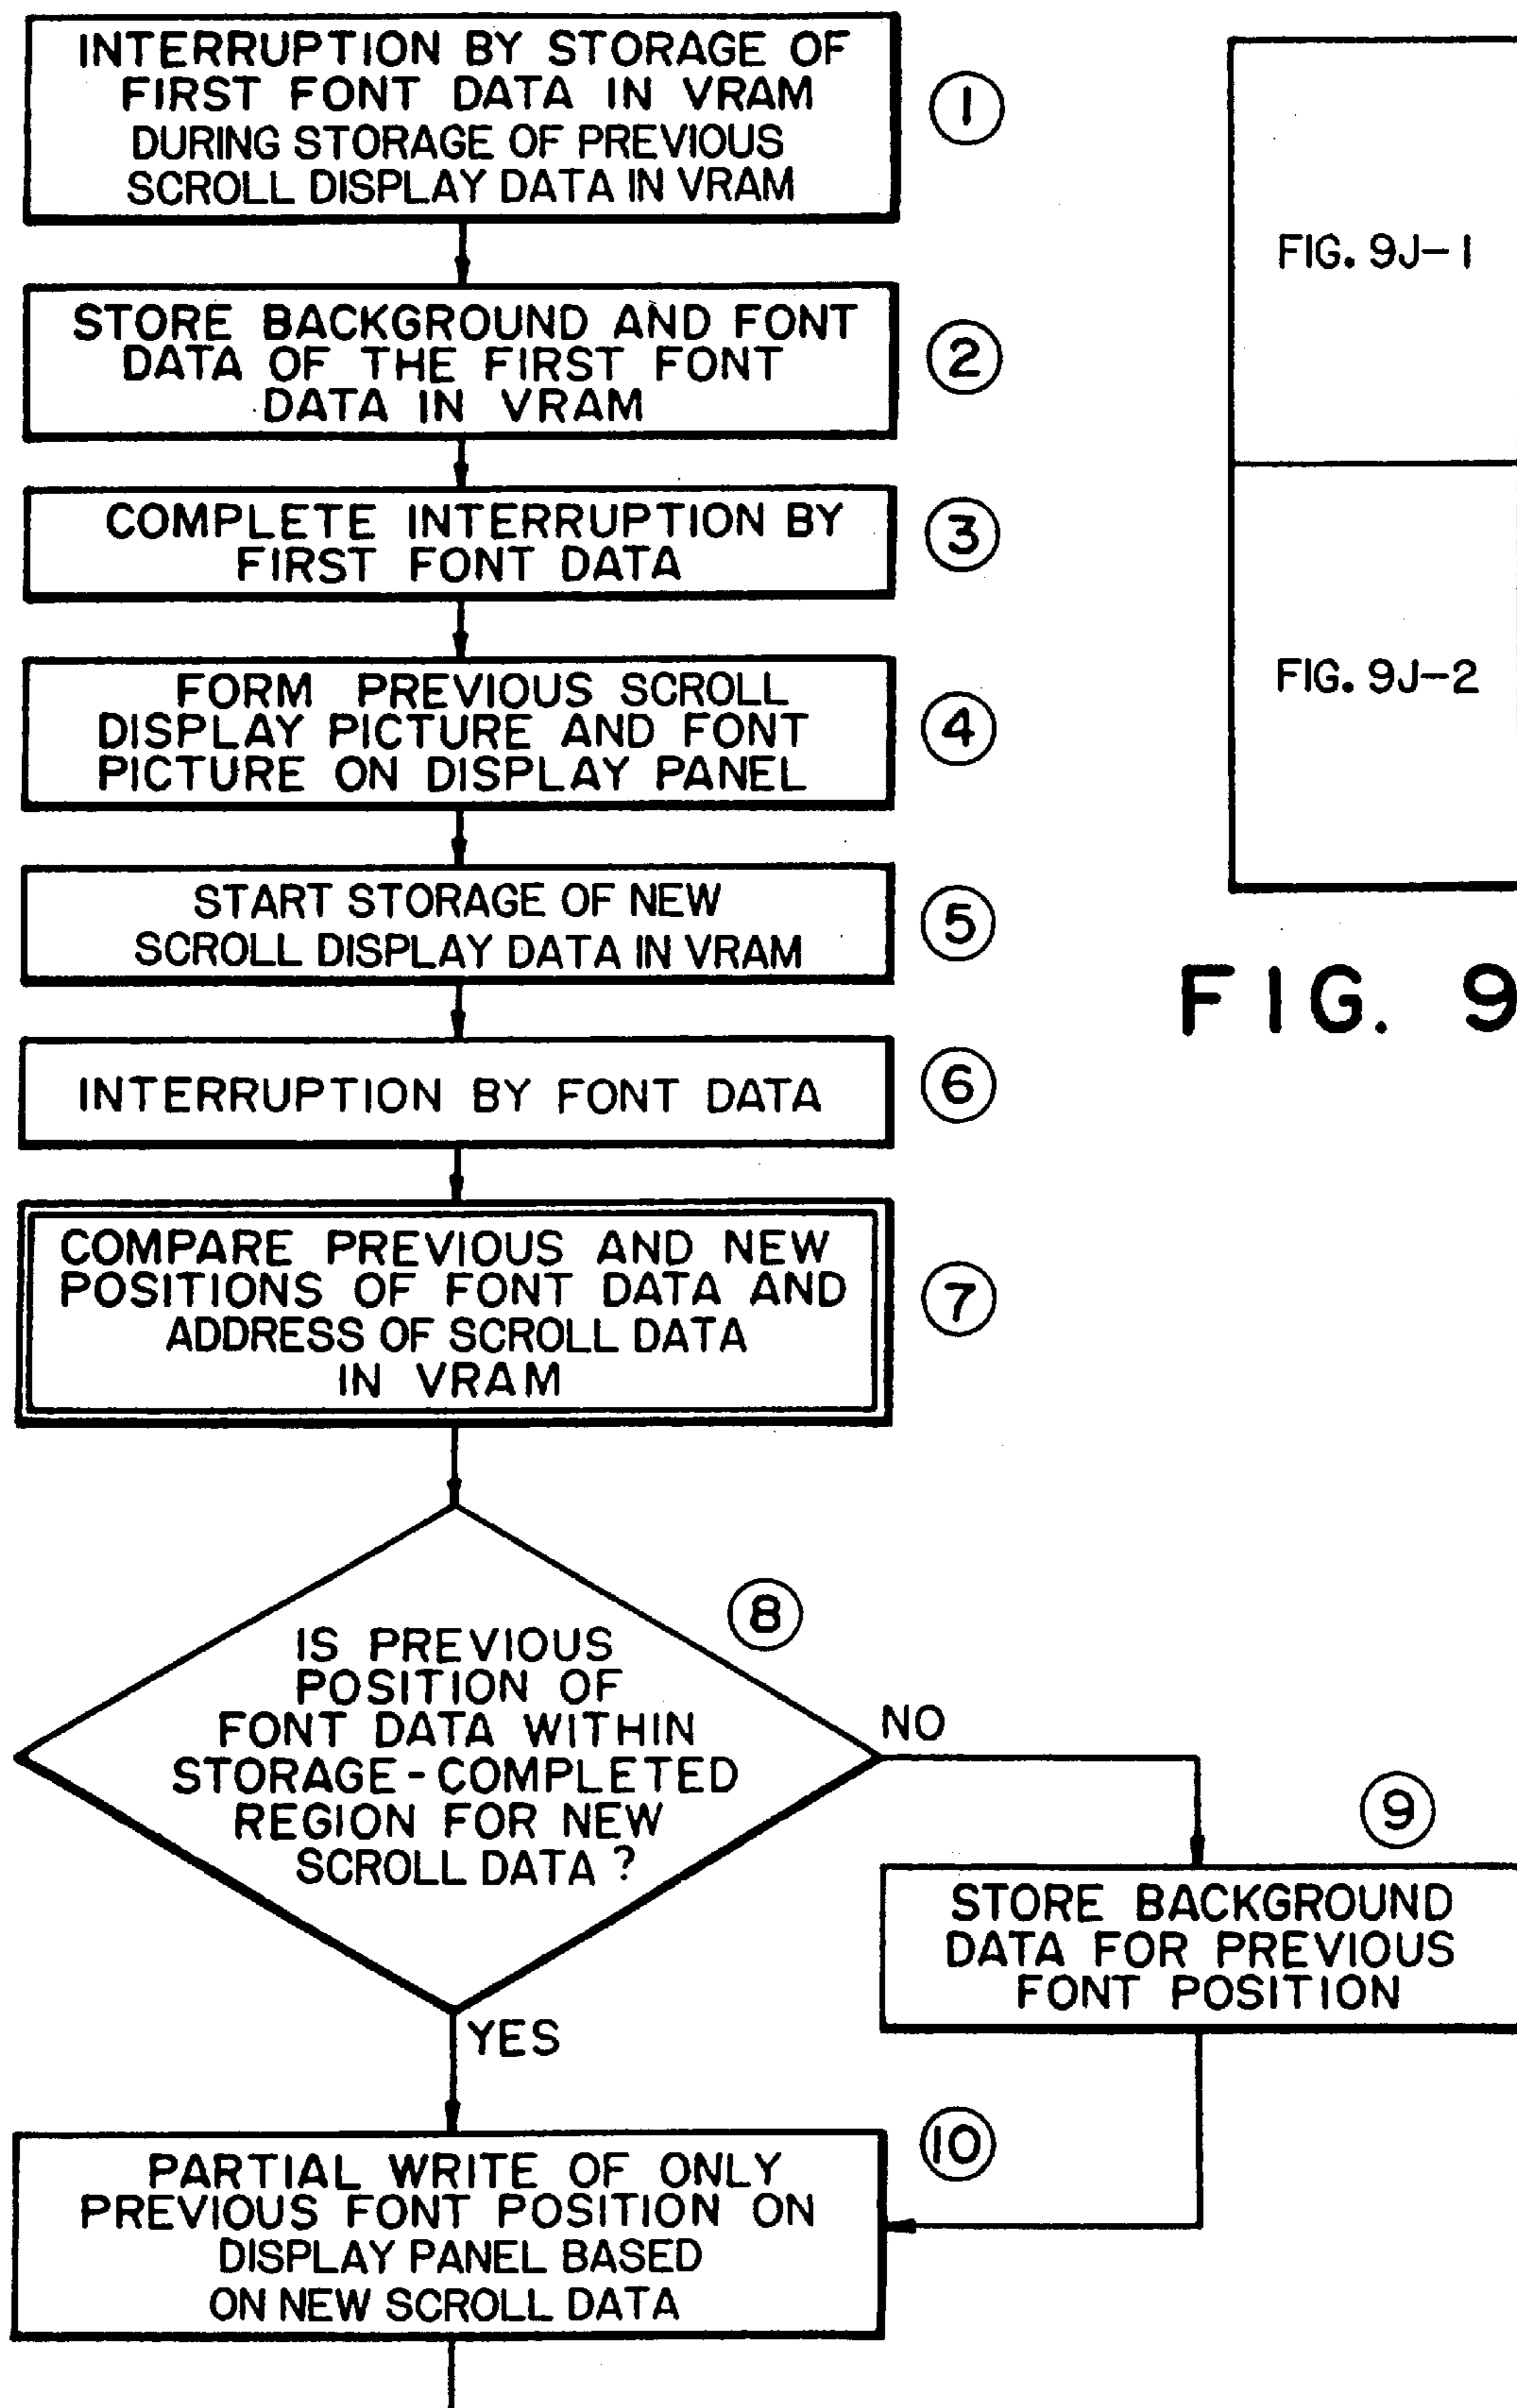 INTERRUPTION BY STORAGE OF
FIRST FONT DATA IN VRAM
DURING STORAGE OF PREVIOUS
SCROLL DISPLAY DATA IN VRAM
1
STORE BACKGROUND AND FONT
DATA OF THE FIRST FONT
DATA IN VRAM
2
COMPLETE INTERRUPTION BY
FIRST FONT DATA
3
FORM PREVIOUS SCROLL
DISPLAY PICTURE AND FONT
PICTURE ON DISPLAY PANEL
4
START STORAGE OF NEW
SCROLL DISPLAY DATA IN VRAM
5
INTERRUPTION BY FONT DATA
6
COMPARE PREVIOUS AND NEW
POSITIONS OF FONT DATA AND
ADDRESS OF SCROLL DATA
IN VRAM
7
8
IS PREVIOUS
POSITION OF
FONT DATA WITHIN
STORAGE-COMPLETED
REGION FOR NEW
SCROLL DATA ?
NO
YES
9
STORE BACKGROUND
DATA FOR PREVIOUS
FONT POSITION
10
PARTIAL WRITE OF ONLY
PREVIOUS FONT POSITION ON
DISPLAY PANEL BASED
ON NEW SCROLL DATA
FIG. 9J-1
FIG. 9J-2
FIG. 9